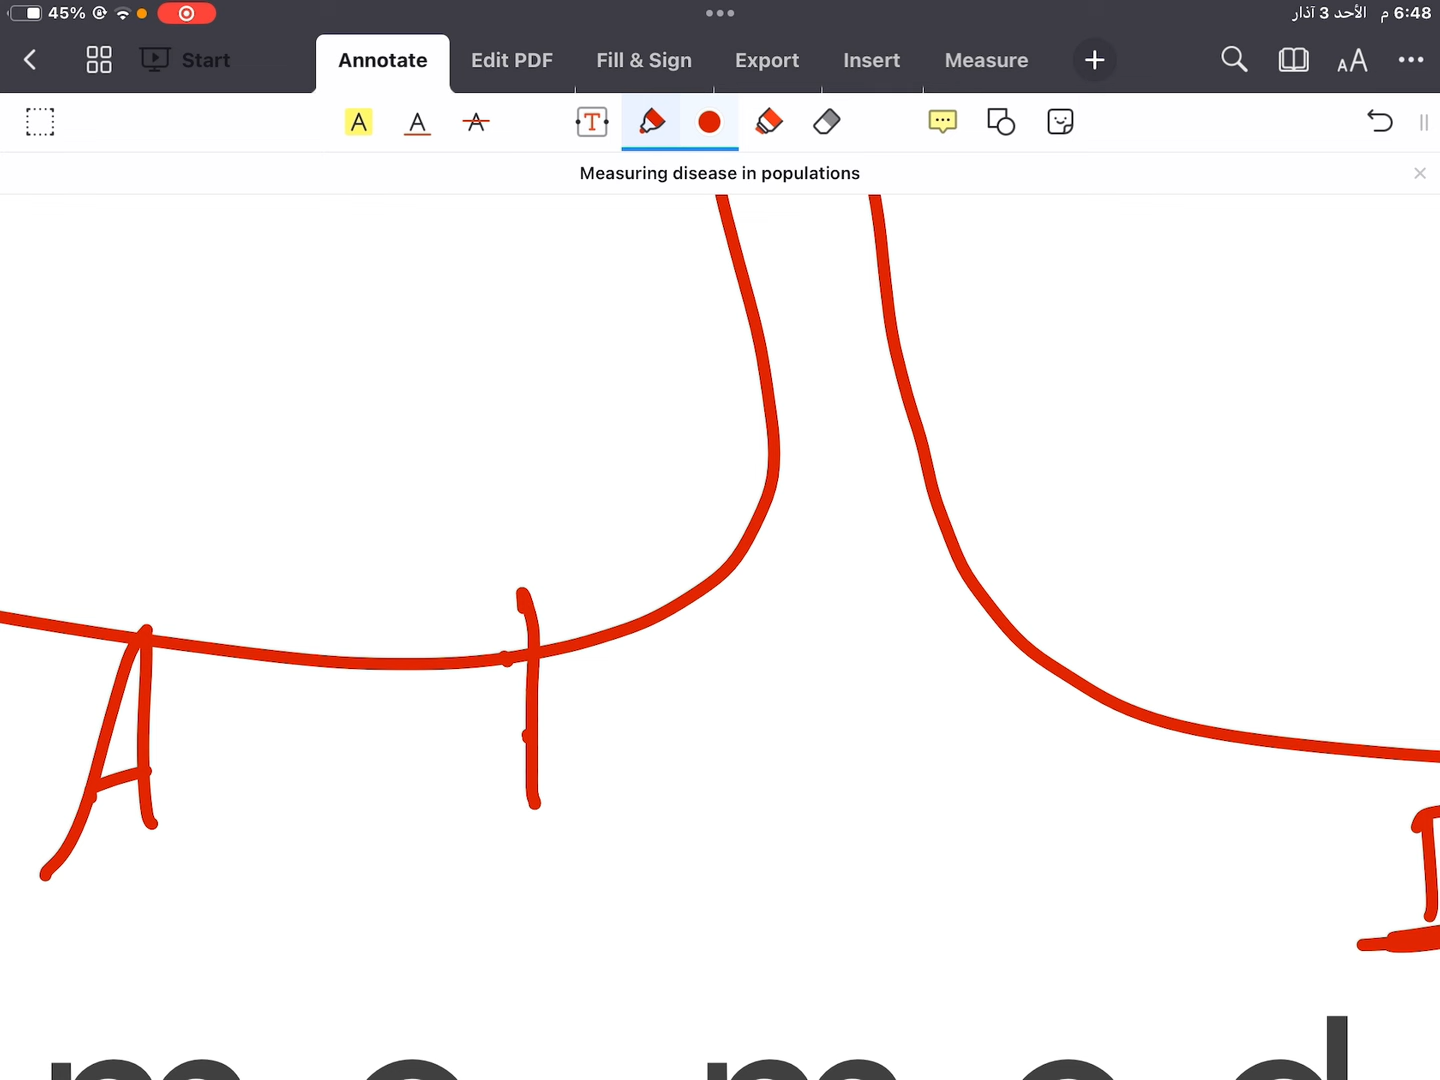 45% 6:48 م الأحد 3 آذار
Start Annotate Edit PDF Fill & Sign Export Insert Measure AA
A A A T
Measuring disease in populations
A